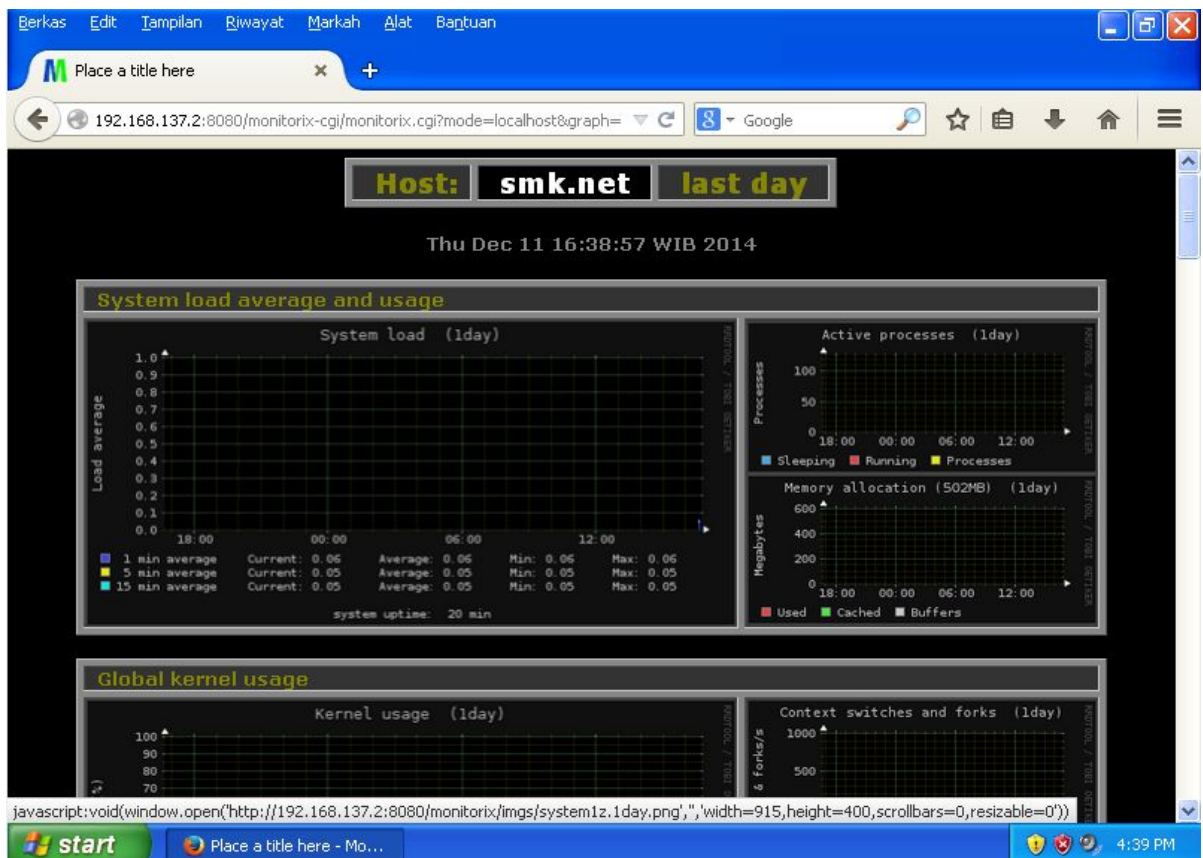 Berkas Edit Tampilan Riwayat Markah Alat Bantuan
Place a title here
192.168.137.2:8080/monitorix-cgi/monitorix.cgi?mode=localhost&graph=
Google
Host: smk.net last day
Thu Dec 11 16:38:57 WIB 2014
System load average and usage
System load (1day)
RRDTOOL / TOBI OETIKER
Load average
1.0
0.9
0.8
0.7
0.6
0.5
0.4
0.3
0.2
0.1
0.0
18:00 00:00 06:00 12:00
1 min average Current: 0.06 Average: 0.06 Min: 0.06 Max: 0.06
5 min average Current: 0.05 Average: 0.05 Min: 0.05 Max: 0.05
15 min average Current: 0.05 Average: 0.05 Min: 0.05 Max: 0.05
system uptime: 20 min
Active processes (1day)
RRDTOOL / TOBI OETIKER
Processes
100
50
0
18:00 00:00 06:00 12:00
Sleeping Running Processes
Memory allocation (502MB) (1day)
RRDTOOL / TOBI OETIKER
Megabytes
600
400
200
0
18:00 00:00 06:00 12:00
Used Cached Buffers
Global kernel usage
Kernel usage (1day)
100
90
80
70
Context switches and forks (1day)
& forks/s
1000
500
javascript:void(window.open('http://192.168.137.2:8080/monitorix/imgs/system1z.1day.png','','width=915,height=400,scrollbars=0,resizable=0'))
start
Place a title here - Mo...
4:39 PM